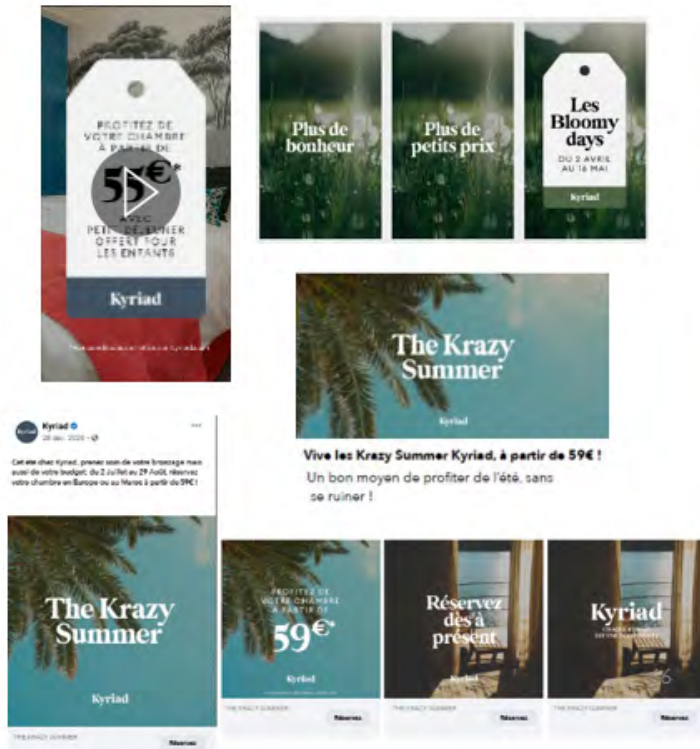 PROFITEZ DE
VOTRE CHAMBRE
À PARTIR DE
55€*
AVEC
PETIT DÉJEUNER
OFFERT POUR
LES ENFANTS
Kyriad
Plus de
bonheur
Plus de
petits prix
Les
Bloomy
days
DU 2 AVRIL
AU 16 MAI
Kyriad
The Krazy
Summer
Kyriad
Vive les Krazy Summer Kyriad, à partir de 59€ !
Un bon moyen de profiter de l'été, sans
se ruiner !
Kyriad
Cet été chez Kyriad, prenez soin de votre bronzage mais
aussi de votre budget: du 2 Juillet au 29 Août, réservez
votre chambre en Europe ou au Maroc à partir de 59€ !
The Krazy
Summer
Kyriad
THE KRAZY SUMMER
Réservez
PROFITEZ DE
VOTRE CHAMBRE
À PARTIR DE
59€*
Kyriad
THE KRAZY SUMMER
Réservez
Réservez
dès à
présent
Kyriad
THE KRAZY SUMMER
Réservez
Kyriad
THE KRAZY SUMMER
Réservez